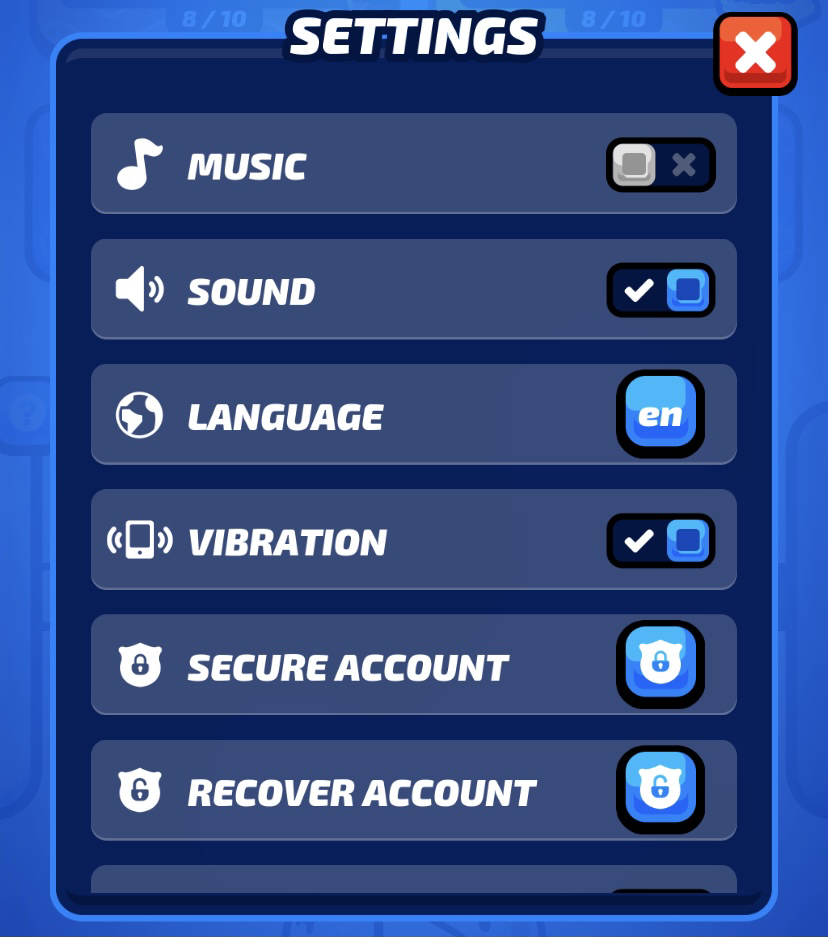 8 / 10
8 / 10
SETTINGS
MUSIC
SOUND
LANGUAGE
en
VIBRATION
SECURE ACCOUNT
RECOVER ACCOUNT